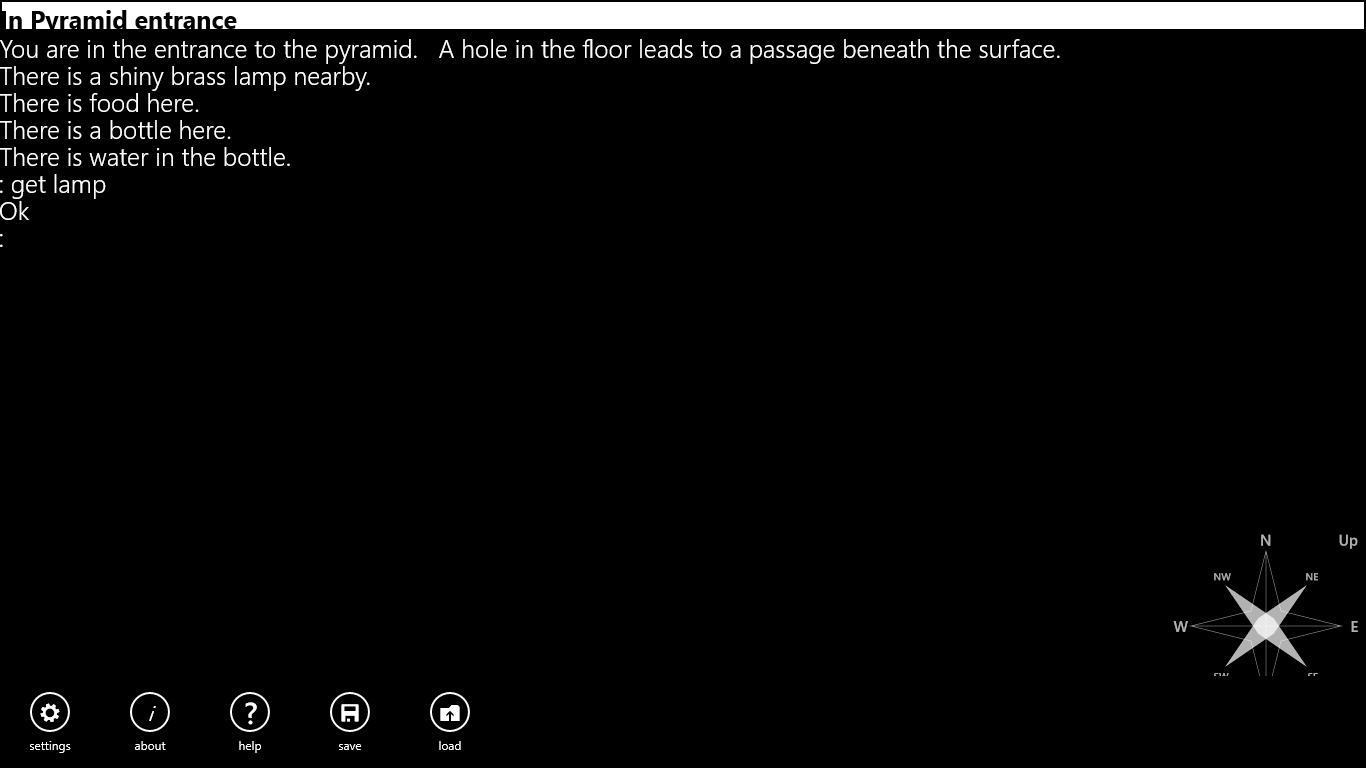 In Pyramid entrance
You are in the entrance to the pyramid.   A hole in the floor leads to a passage beneath the surface.
There is a shiny brass lamp nearby.
There is food here.
There is a bottle here.
There is water in the bottle.
: get lamp
Ok
:
N
Up
NW
NE
W
E
settings
about
help
save
load